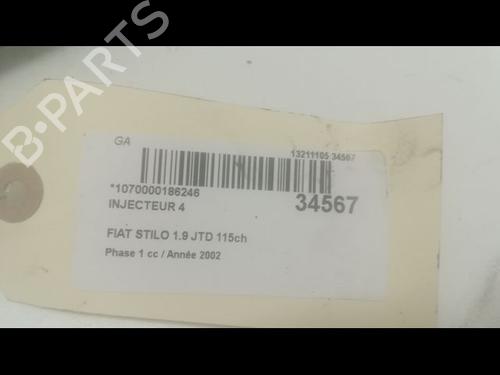 B-PARTS
GA
13211105 34567
*1070000186246
34567
INJECTEUR 4
FIAT STILO 1.9 JTD 115ch
Phase 1 cc / Année 2002